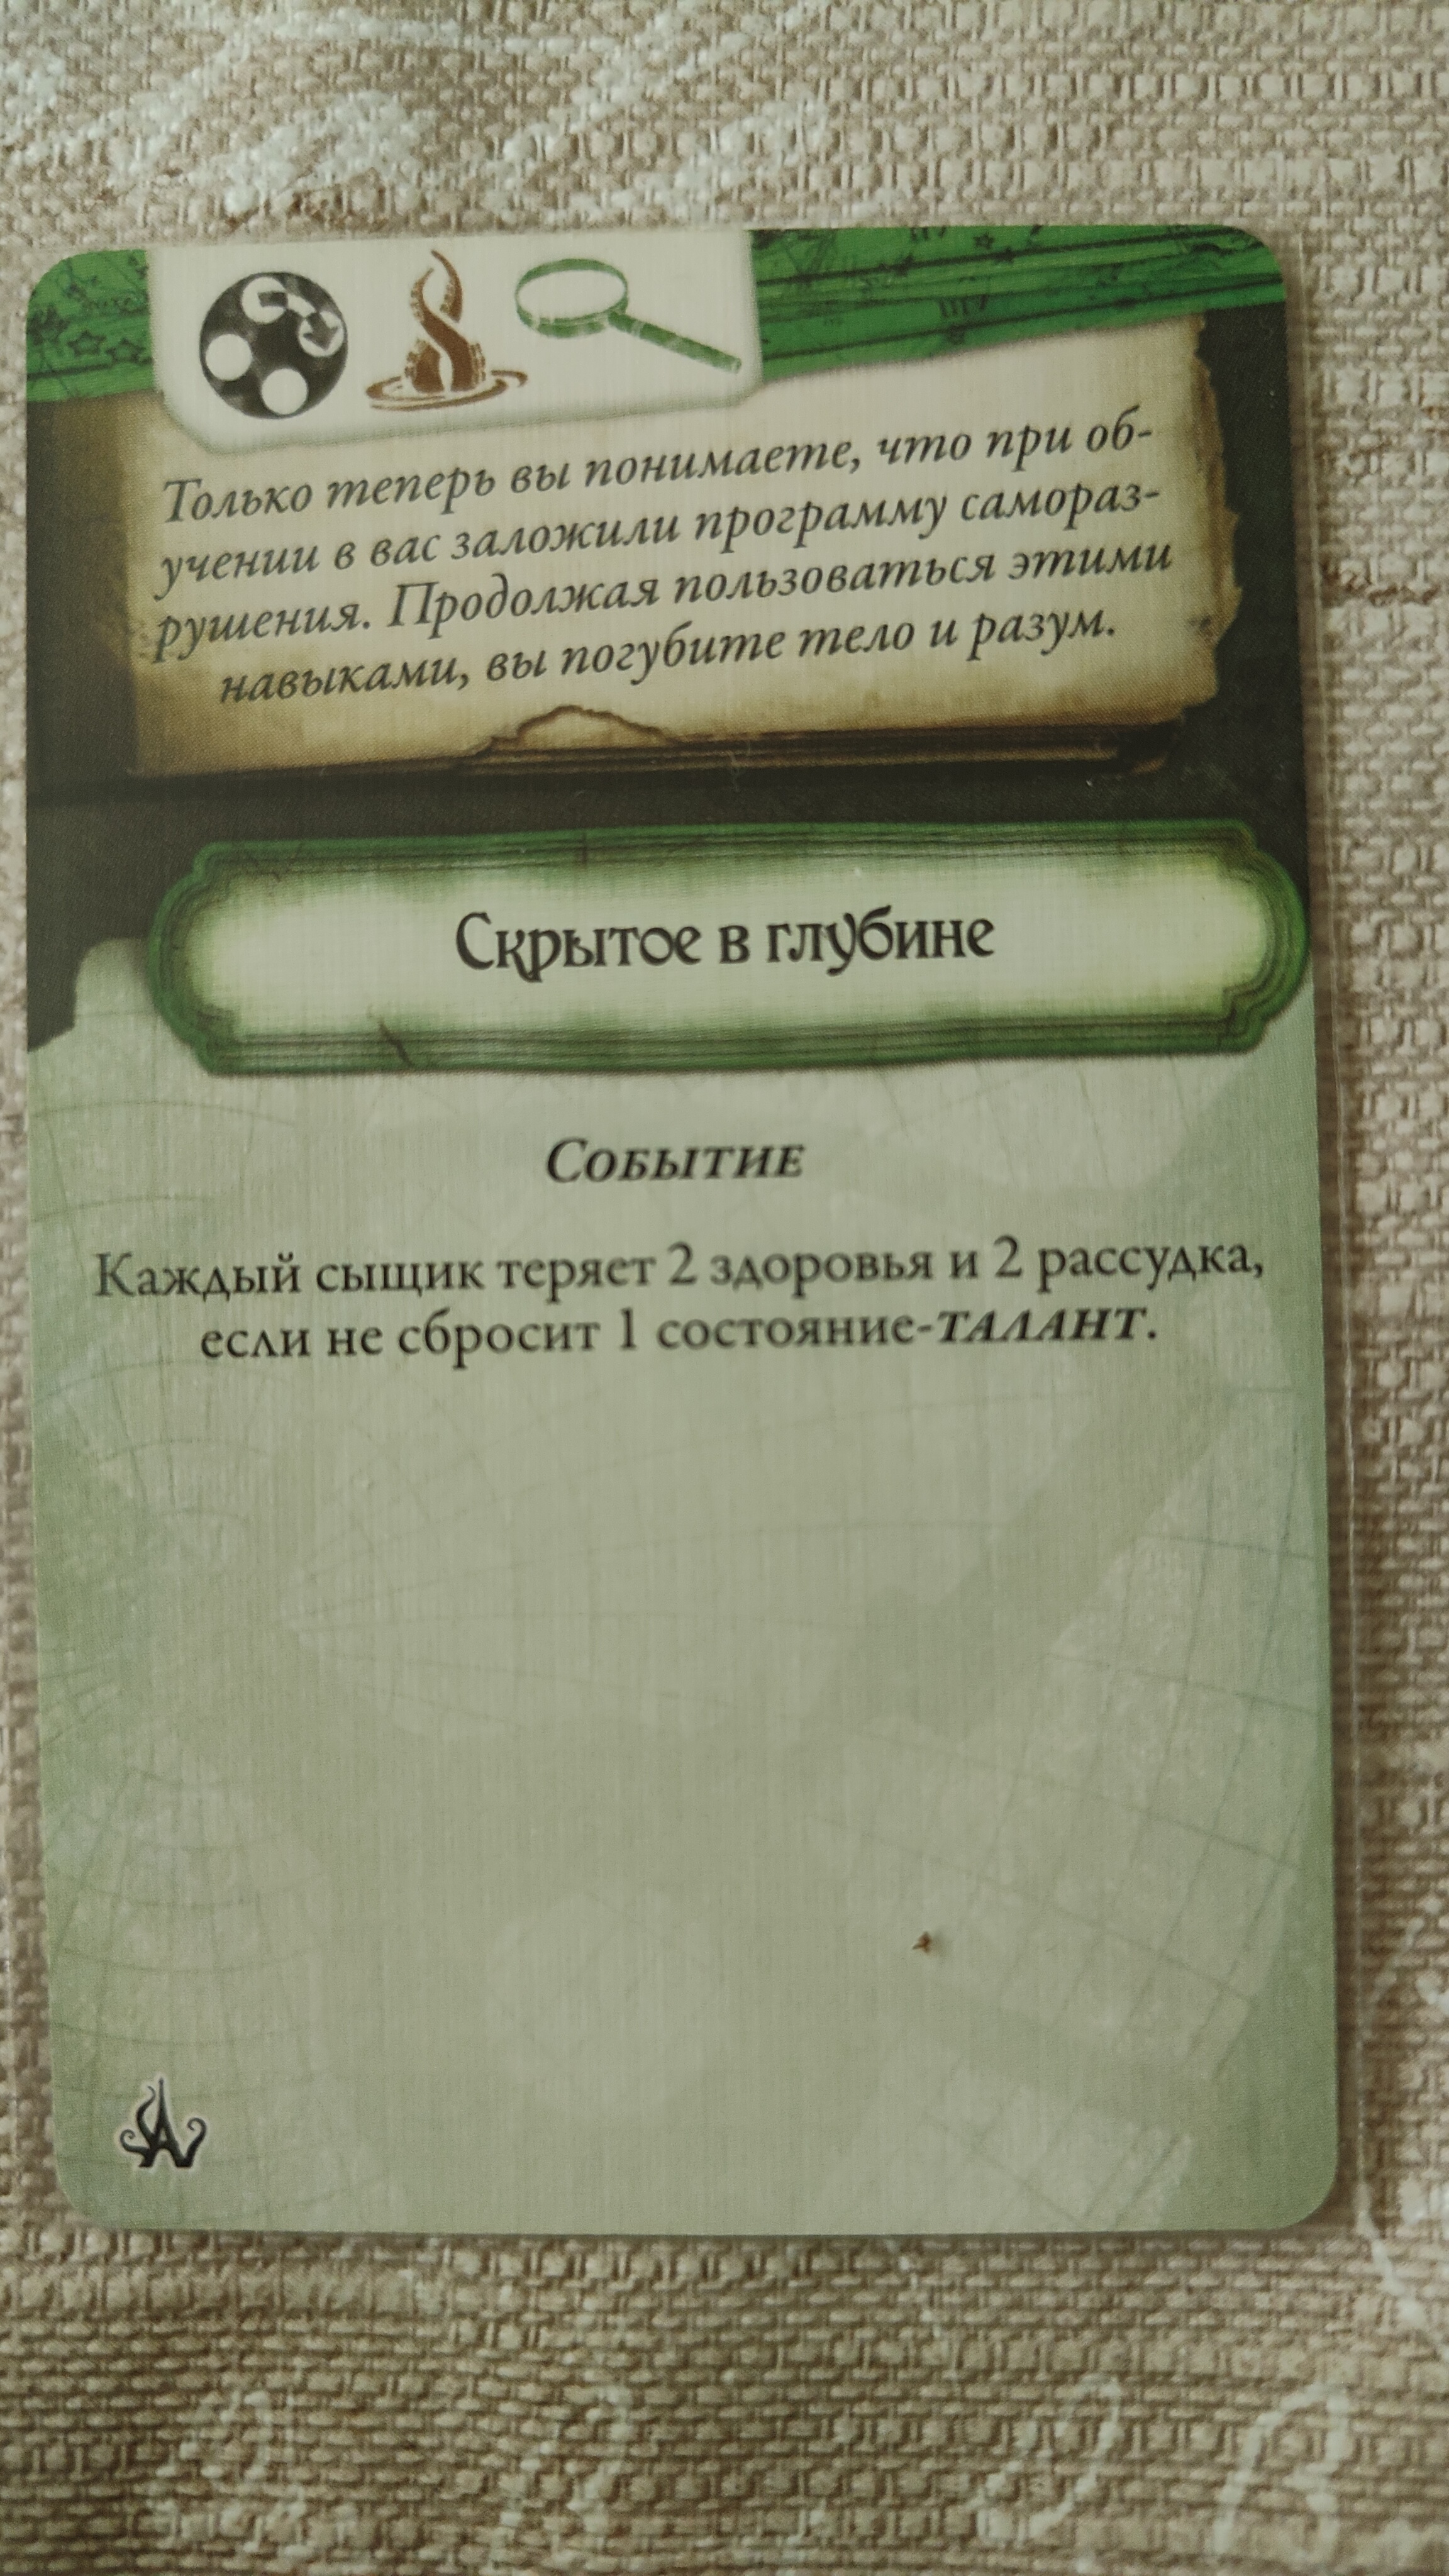 Только теперь вы понимаете, что при об-
учении в вас заложили программу самораз-
рушения. Продолжая пользоваться этими
навыками, вы погубите тело и разум.
Скрытое в глубине
Событие
Каждый сыщик теряет 2 здоровья и 2 рассудка,
если не сбросит 1 состояние-ТАЛАНТ.